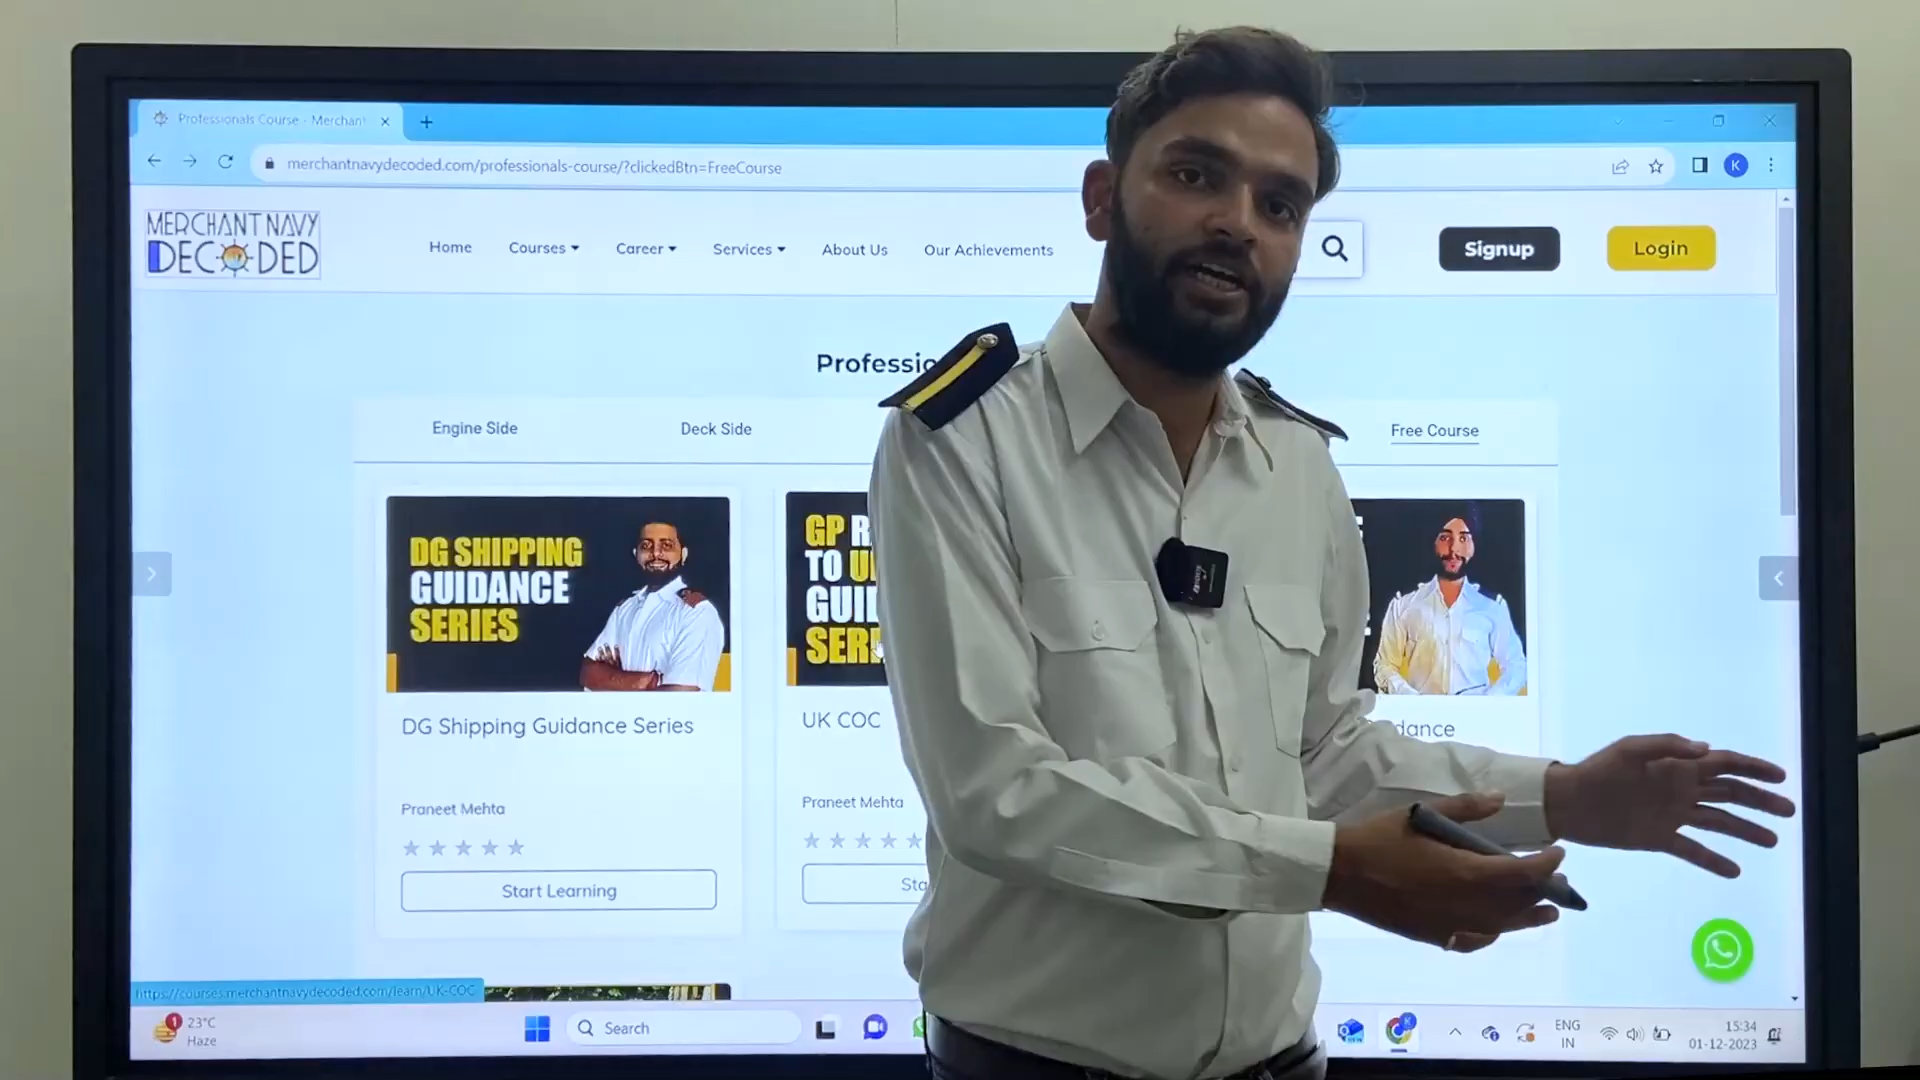 Professionals Course - Merchant
merchantnavydecoded.com/professionals-course/?clickedBtn=FreeCourse
K
MERCHANT NAVY
DECODED
Home
Courses
Career
Services
About Us
Our Achievements
Signup
Login
Professio
Engine Side
Deck Side
Free Course
DG SHIPPING
GUIDANCE
SERIES
GP R
TO U
GUI
SERI
DG Shipping Guidance Series
UK COC
dance
Praneet Mehta
Praneet Mehta
Start Learning
Sta
https://courses.merchantnavydecoded.com/learn/UK-COC
1
23°C
Haze
Search
K
ENG
IN
15:34
01-12-2023